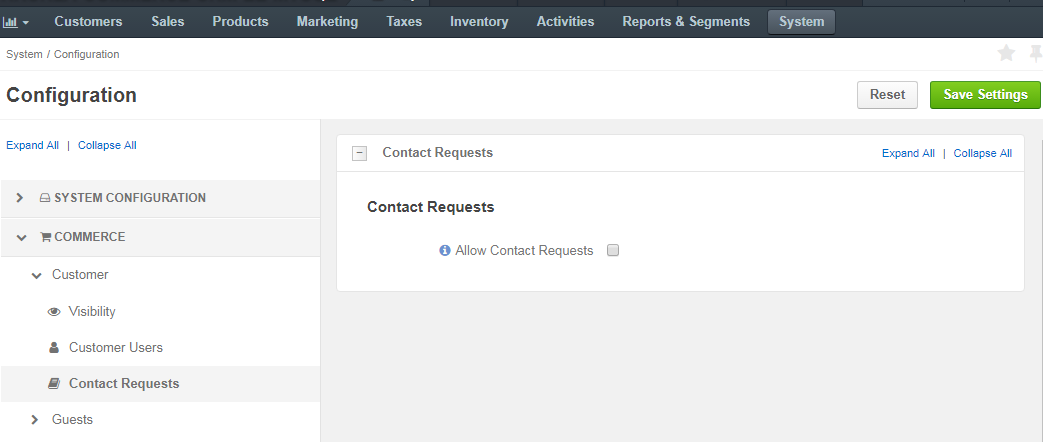 Customers Sales Products Marketing Taxes Inventory Activities Reports & Segments System
System / Configuration
Configuration Reset Save Settings
Expand All | Collapse All
Contact Requests Expand All | Collapse All
SYSTEM CONFIGURATION
Contact Requests
COMMERCE
Allow Contact Requests
Customer
Visibility
Customer Users
Contact Requests
Guests